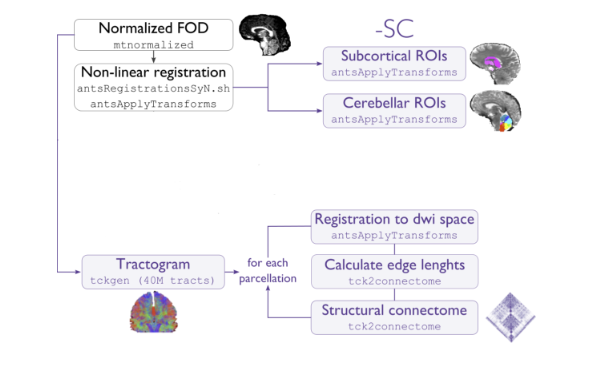 Normalized FOD
mtnormalized
Non-linear registration
antsRegistrationsSyN.sh
antsApplyTransforms
-SC
Subcortical ROIs
antsApplyTransforms
Cerebellar ROIs
antsApplyTransforms
Tractogram
tckgen (40M tracts)
for each
parcellation
Registration to dwi space
antsApplyTransforms
Calculate edge lenghts
tck2connectome
Structural connectome
tck2connectome